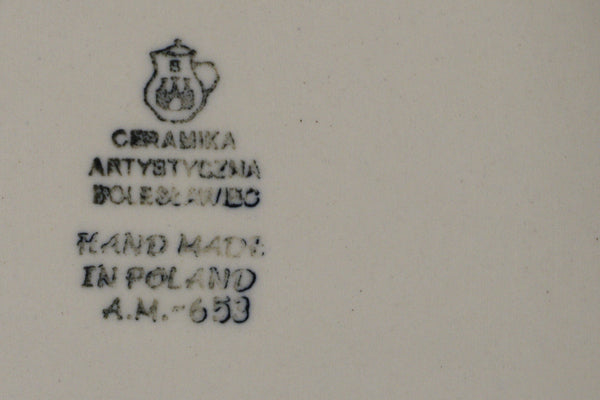 B
CERAMIKA
ARTYSTYCZNA
BOLESŁAWIEC
HAND MADE
IN POLAND
A.M.-653